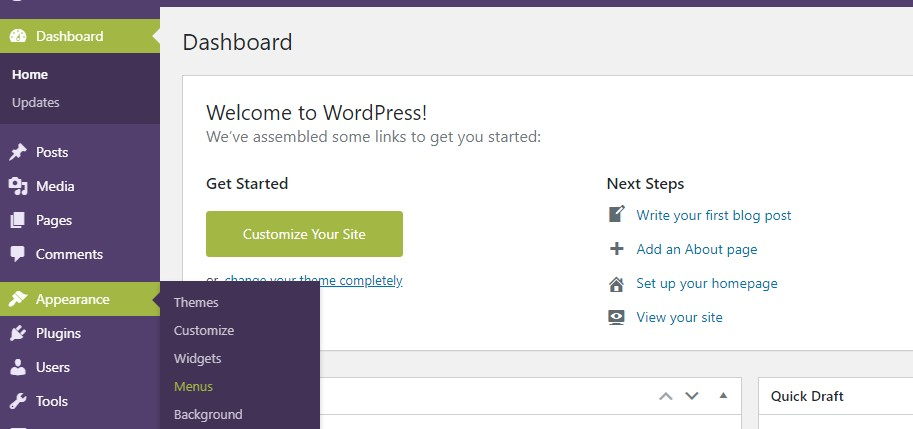 Dashboard
Home
Updates
Posts
Media
Pages
Comments
Appearance
Plugins
Users
Tools
Themes
Customize
Widgets
Menus
Background
Dashboard
Welcome to WordPress!
We've assembled some links to get you started:
Get Started
Customize Your Site
or, change your theme completely
Next Steps
Write your first blog post
Add an About page
Set up your homepage
View your site
Quick Draft